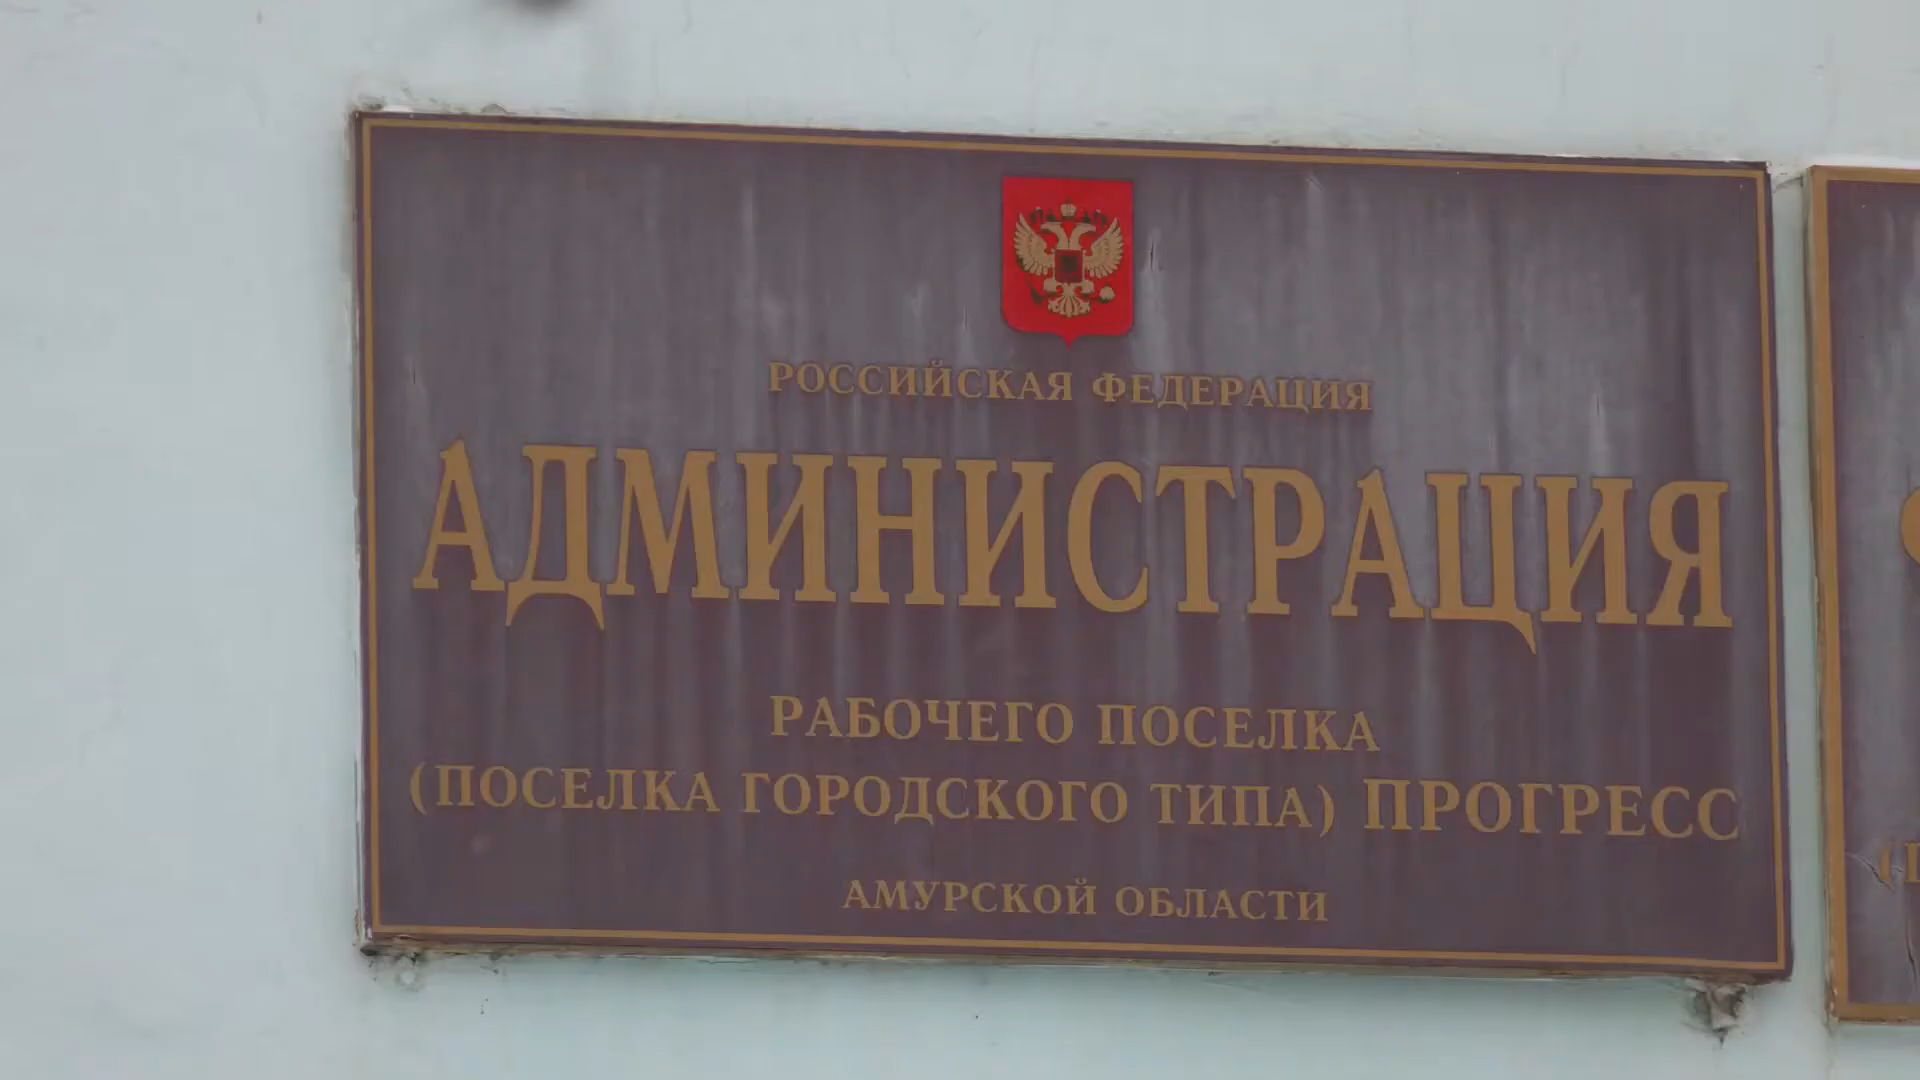 РОССИЙСКАЯ ФЕДЕРАЦИЯ
АДМИНИСТРАЦИЯ
РАБОЧЕГО ПОСЕЛКА
(ПОСЕЛКА ГОРОДСКОГО ТИПА) ПРОГРЕСС
АМУРСКОЙ ОБЛАСТИ